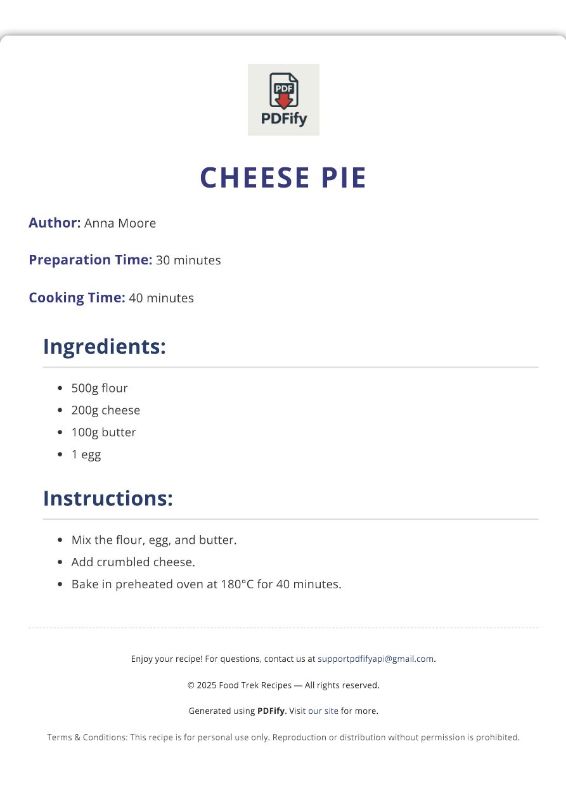 PDF
PDFify
CHEESE PIE
Author: Anna Moore
Preparation Time: 30 minutes
Cooking Time: 40 minutes
Ingredients:
• 500g flour
• 200g cheese
• 100g butter
• 1 egg
Instructions:
• Mix the flour, egg, and butter.
• Add crumbled cheese.
• Bake in preheated oven at 180°C for 40 minutes.
Enjoy your recipe! For questions, contact us at supportpdfifyapi@gmail.com.
© 2025 Food Trek Recipes — All rights reserved.
Generated using PDFify. Visit our site for more.
Terms & Conditions: This recipe is for personal use only. Reproduction or distribution without permission is prohibited.